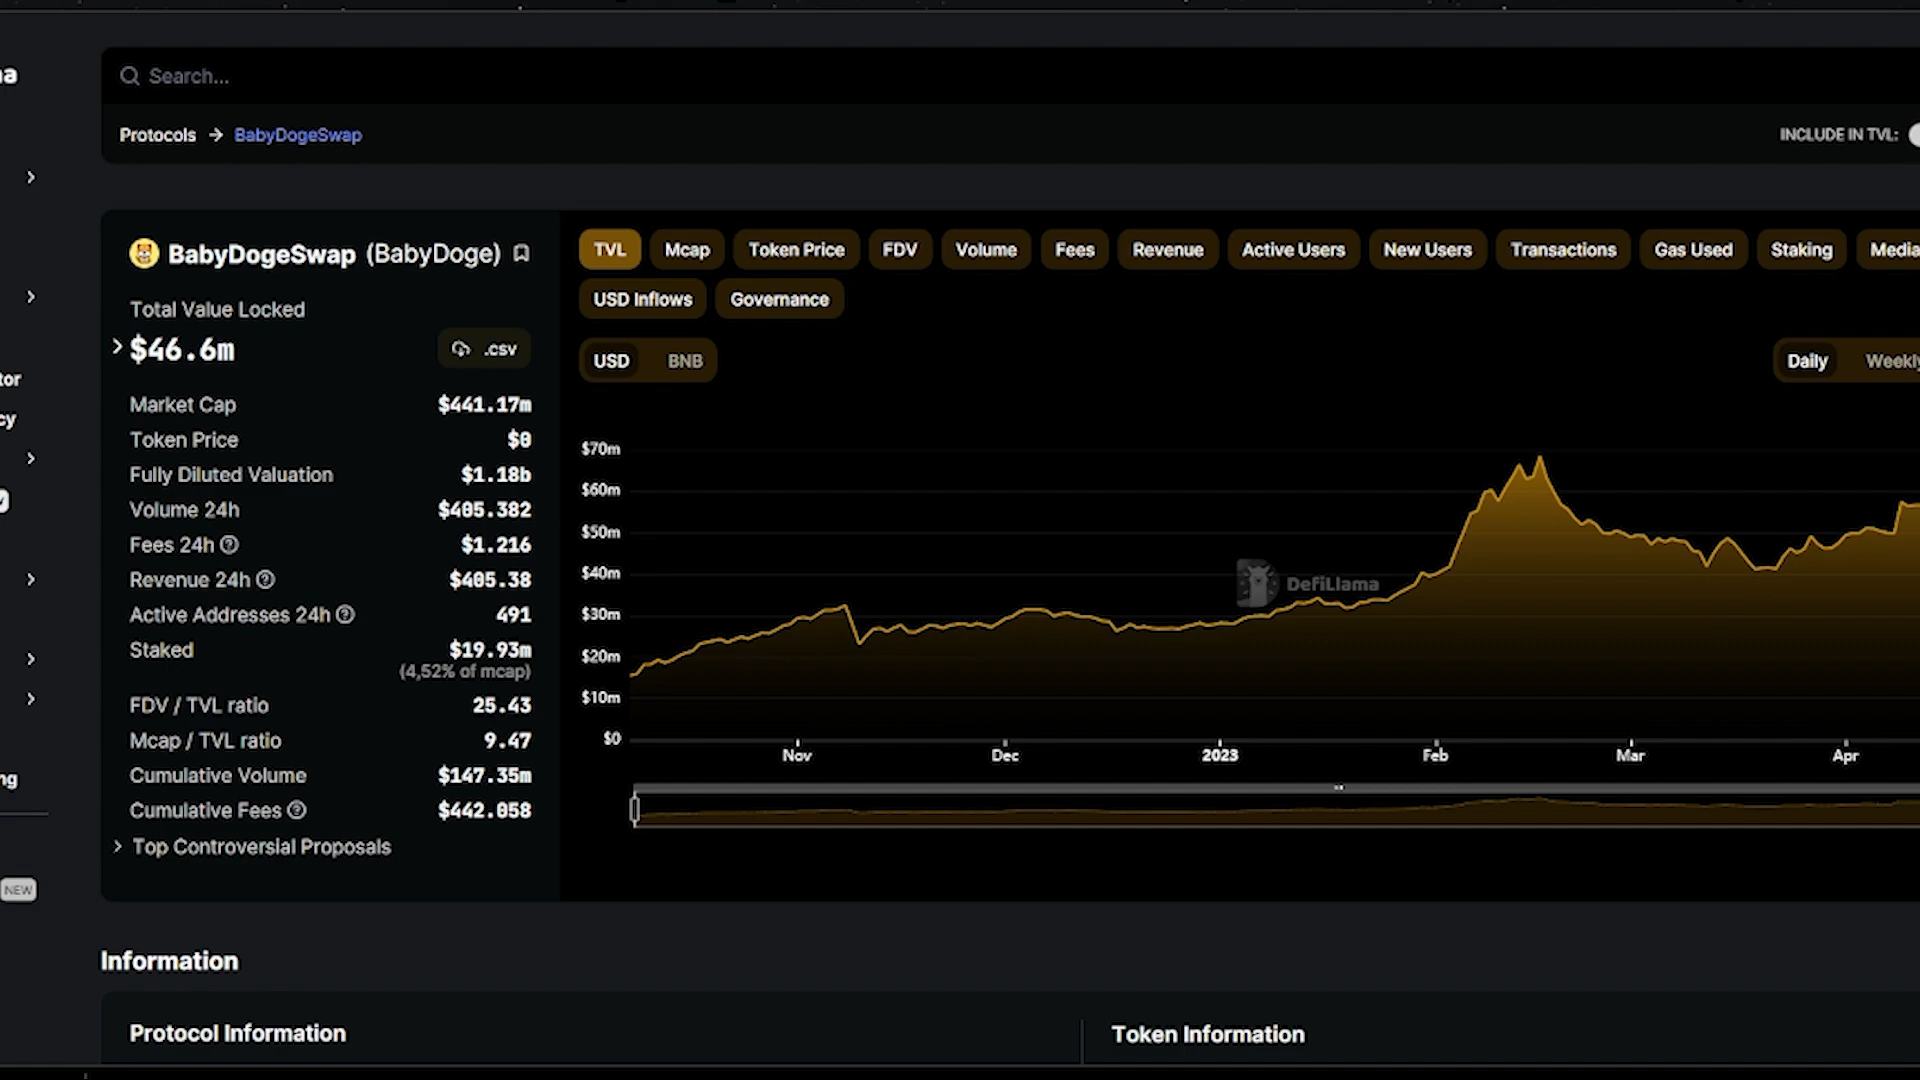 a
Search...
Protocols → BabyDogeSwap
INCLUDE IN TVL:
BabyDogeSwap (BabyDoge)
Total Value Locked
$46.6m
.csv
Market Cap $441.17m
Token Price $0
Fully Diluted Valuation $1.18b
Volume 24h $405.382
Fees 24h $1.216
Revenue 24h $405.38
Active Addresses 24h 491
Staked $19.93m
(4,52% of mcap)
FDV / TVL ratio 25.43
Mcap / TVL ratio 9.47
Cumulative Volume $147.35m
Cumulative Fees $442.058
Top Controversial Proposals
TVL Mcap Token Price FDV Volume Fees Revenue Active Users New Users Transactions Gas Used Staking Media
USD Inflows Governance
USD BNB
Daily Weekly
$70m
$60m
$50m
$40m
$30m
$20m
$10m
$0
DefiLlama
Nov Dec 2023 Feb Mar Apr
tor
cy
ng
NEW
Information
Protocol Information
Token Information